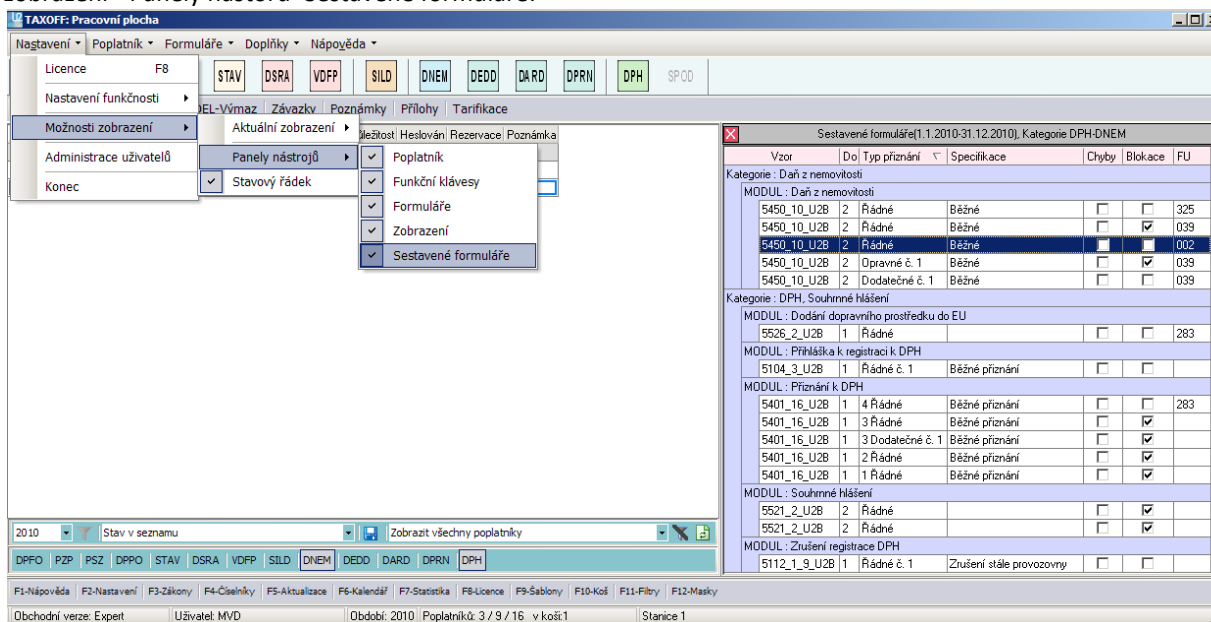 TAXOFF: Pracovní plocha
Nastavení Poplatník Formuláře Doplňky Nápověda
Licence F8
Nastavení funkčnosti
Možnosti zobrazení
Administrace uživatelů
Konec
STAV DSRA VDFP SILD DNEM DEDD DARD DPRN DPH SPOD
DEL-Výmaz Závazky Poznámky Přílohy Tarifikace
Heslován Rezervace Poznámka
Aktuální zobrazení
Panely nástrojů
Stavový řádek
Poplatník
Funkční klávesy
Formuláře
Zobrazení
Sestavené formuláře
Sestavené formuláře(1.1.2010-31.12.2010), Kategorie DPH-DNEM
Vzor Do Typ přiznání Specifikace Chyby Blokace FU
Kategorie : Daň z nemovitosti
MODUL : Daň z nemovitosti
5450_10_U2B 2 Řádné Běžné 325
5450_10_U2B 2 Řádné Běžné 039
5450_10_U2B 2 Řádné Běžné 002
5450_10_U2B 2 Opravné č. 1 Běžné 039
5450_10_U2B 2 Dodatečné č. 1 Běžné 039
Kategorie : DPH, Souhrnné hlášení
MODUL : Dodání dopravního prostředku do EU
5526_2_U2B 1 Řádné 283
MODUL : Přihláška k registraci k DPH
5104_3_U2B 1 Řádné č. 1 Běžné přiznání
MODUL : Přiznání k DPH
5401_16_U2B 1 4 Řádné Běžné přiznání 283
5401_16_U2B 1 3 Řádné Běžné přiznání
5401_16_U2B 1 3 Dodatečné č. 1 Běžné přiznání
5401_16_U2B 1 2 Řádné Běžné přiznání
5401_16_U2B 1 1 Řádné Běžné přiznání
MODUL : Souhrnné hlášení
5521_2_U2B 2 Řádné
5521_2_U2B 2 Řádné
MODUL : Zrušení registrace DPH
5112_1_9_U2B 1 Řádné č. 1 Zrušení stále provozovny
2010 Stav v seznamu Zobrazit všechny poplatníky
DPFO PZP PSZ DPPO STAV DSRA VDFP SILD DNEM DEDD DARD DPRN DPH
F1-Nápověda F2-Nastavení F3-Zákony F4-Číselníky F5-Aktualizace F6-Kalendář F7-Statistika F8-Licence F9-Šablony F10-Koš F11-Filtry F12-Masky
Obchodní verze: Expert Uživatel: MVD Období: 2010 Poplatníků: 3 / 9 / 16 v koši:1 Stanice 1